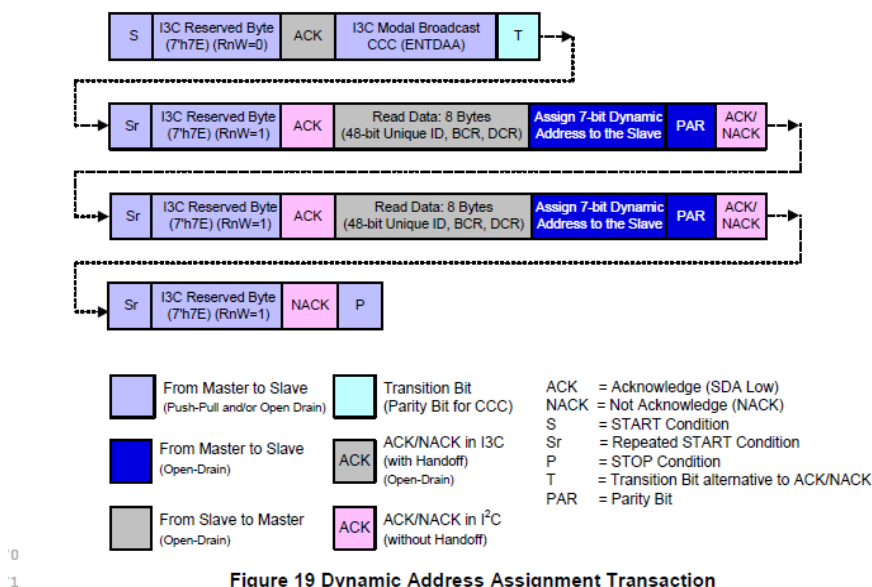 S
I3C Reserved Byte
(7'h7E) (RnW=0)
ACK
I3C Modal Broadcast
CCC (ENTDAA)
T
Sr
I3C Reserved Byte
(7'h7E) (RnW=1)
ACK
Read Data: 8 Bytes
(48-bit Unique ID, BCR, DCR)
Assign 7-bit Dynamic
Address to the Slave
PAR
ACK/
NACK
Sr
I3C Reserved Byte
(7'h7E) (RnW=1)
ACK
Read Data: 8 Bytes
(48-bit Unique ID, BCR, DCR)
Assign 7-bit Dynamic
Address to the Slave
PAR
ACK/
NACK
Sr
I3C Reserved Byte
(7'h7E) (RnW=1)
NACK
P
From Master to Slave
(Push-Pull and/or Open Drain)
From Master to Slave
(Open-Drain)
From Slave to Master
(Open-Drain)
Transition Bit
(Parity Bit for CCC)
ACK
ACK/NACK in I3C
(with Handoff)
(Open-Drain)
ACK
ACK/NACK in I²C
(without Handoff)
ACK = Acknowledge (SDA Low)
NACK = Not Acknowledge (NACK)
S = START Condition
Sr = Repeated START Condition
P = STOP Condition
T = Transition Bit alternative to ACK/NACK
PAR = Parity Bit
Figure 19 Dynamic Address Assignment Transaction